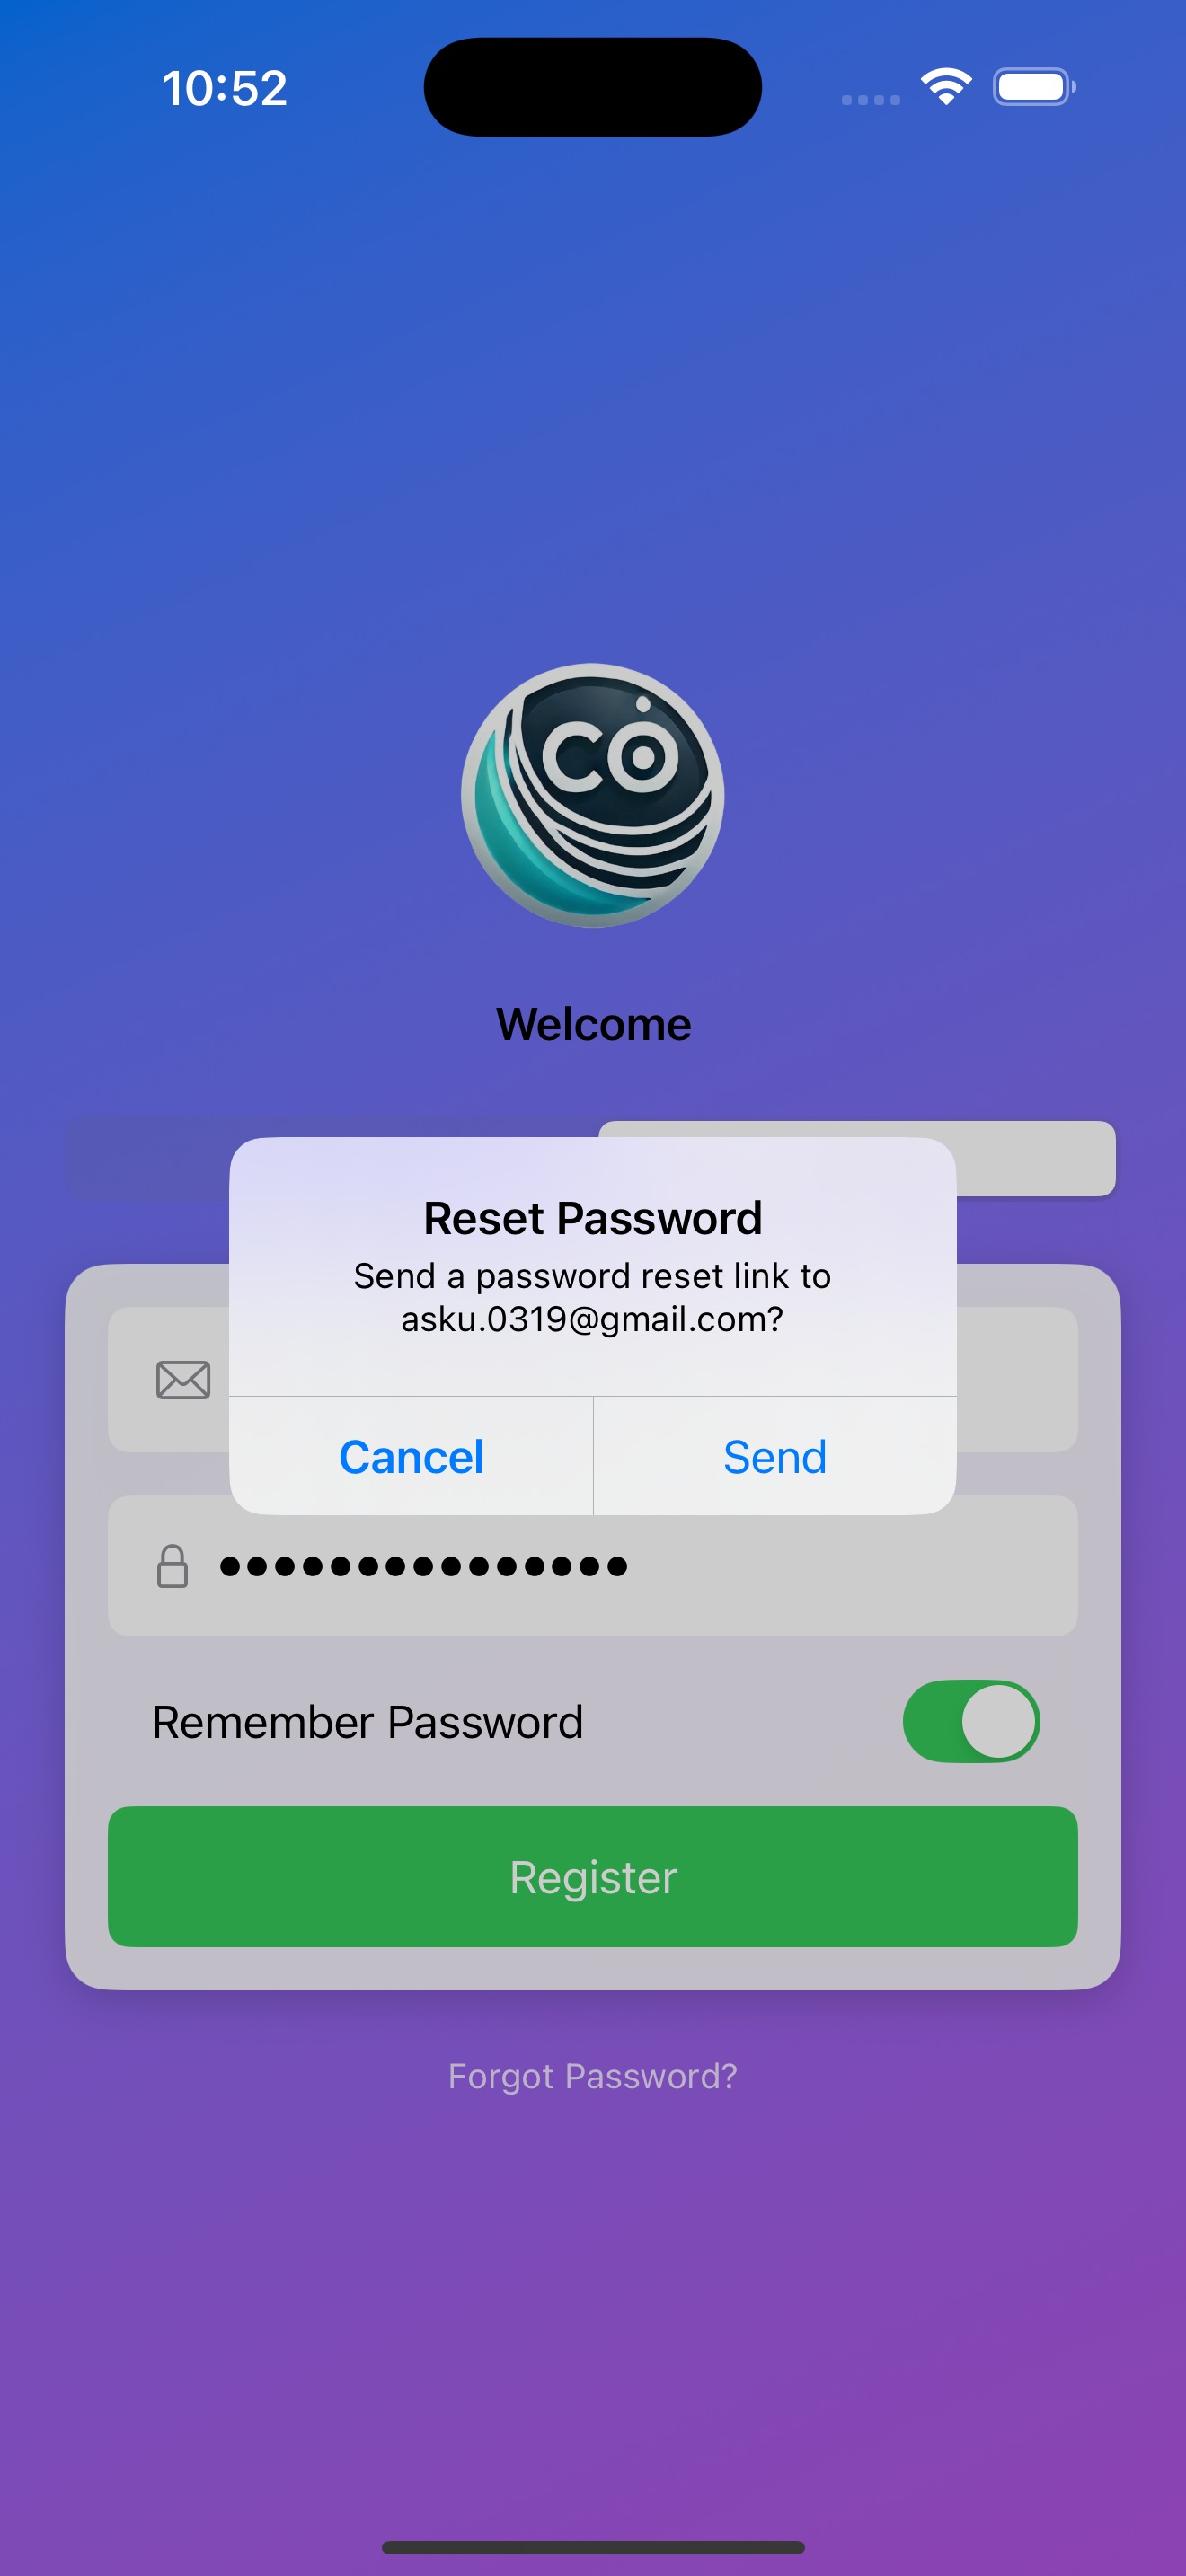 10:52
CO
Welcome
Reset Password
Send a password reset link to
asku.0319@gmail.com?
Cancel
Send
●●●●●●●●●●●●●●●
Remember Password
Register
Forgot Password?